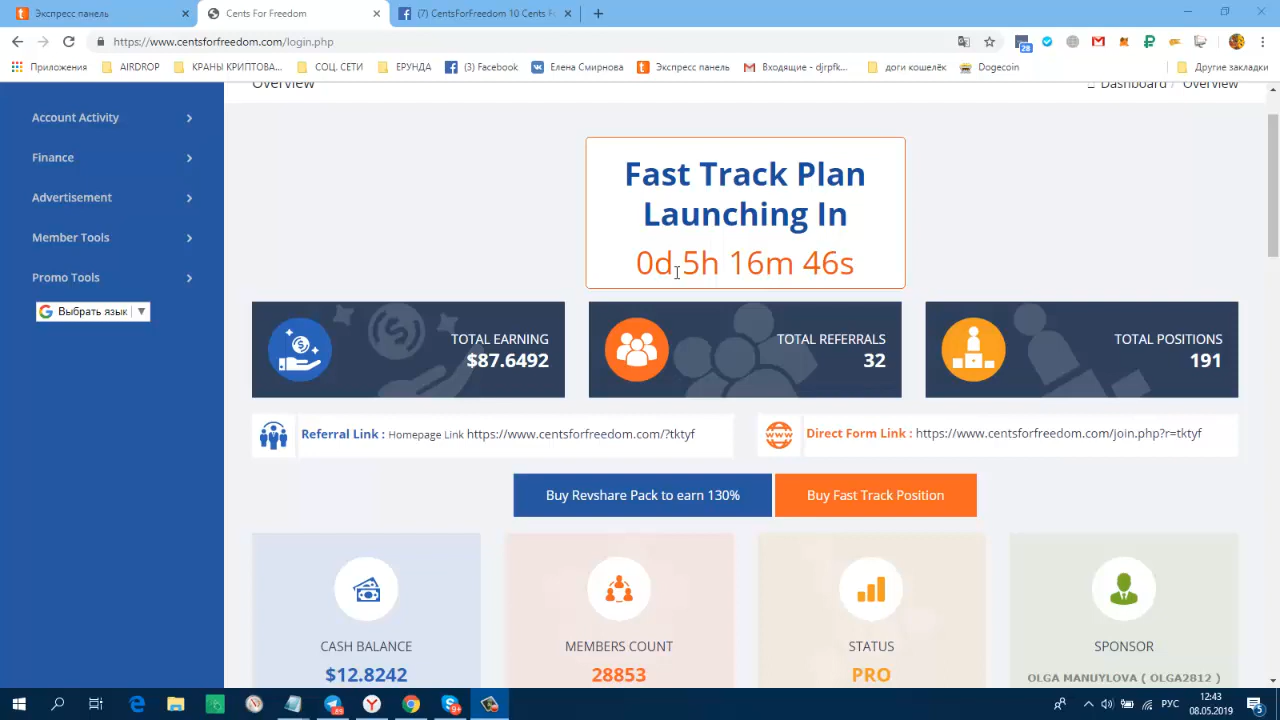 Экспресс панель
Cents For Freedom
(7) CentsForFreedom 10 Cents Fo
https://www.centsforfreedom.com/login.php
28
Приложения
AIRDROP
КРАНЫ КРИПТОВА...
СОЦ. СЕТИ
ЕРУНДА
(3) Facebook
Елена Смирнова
Экспресс панель
Входящие - djrpfk...
доги кошелёк
Dogecoin
Другие закладки
Overview
Dashboard / Overview
Account Activity
Finance
Advertisement
Member Tools
Promo Tools
Выбрать язык
Fast Track Plan
Launching In
0d 5h 16m 46s
TOTAL EARNING
$87.6492
TOTAL REFERRALS
32
TOTAL POSITIONS
191
Referral Link : Homepage Link https://www.centsforfreedom.com/?tktyf
Direct Form Link : https://www.centsforfreedom.com/join.php?r=tktyf
Buy Revshare Pack to earn 130%
Buy Fast Track Position
CASH BALANCE
$12.8242
MEMBERS COUNT
28853
STATUS
PRO
SPONSOR
OLGA MANUYLOVA ( OLGA2812 )
РУС
12:43
08.05.2019
5